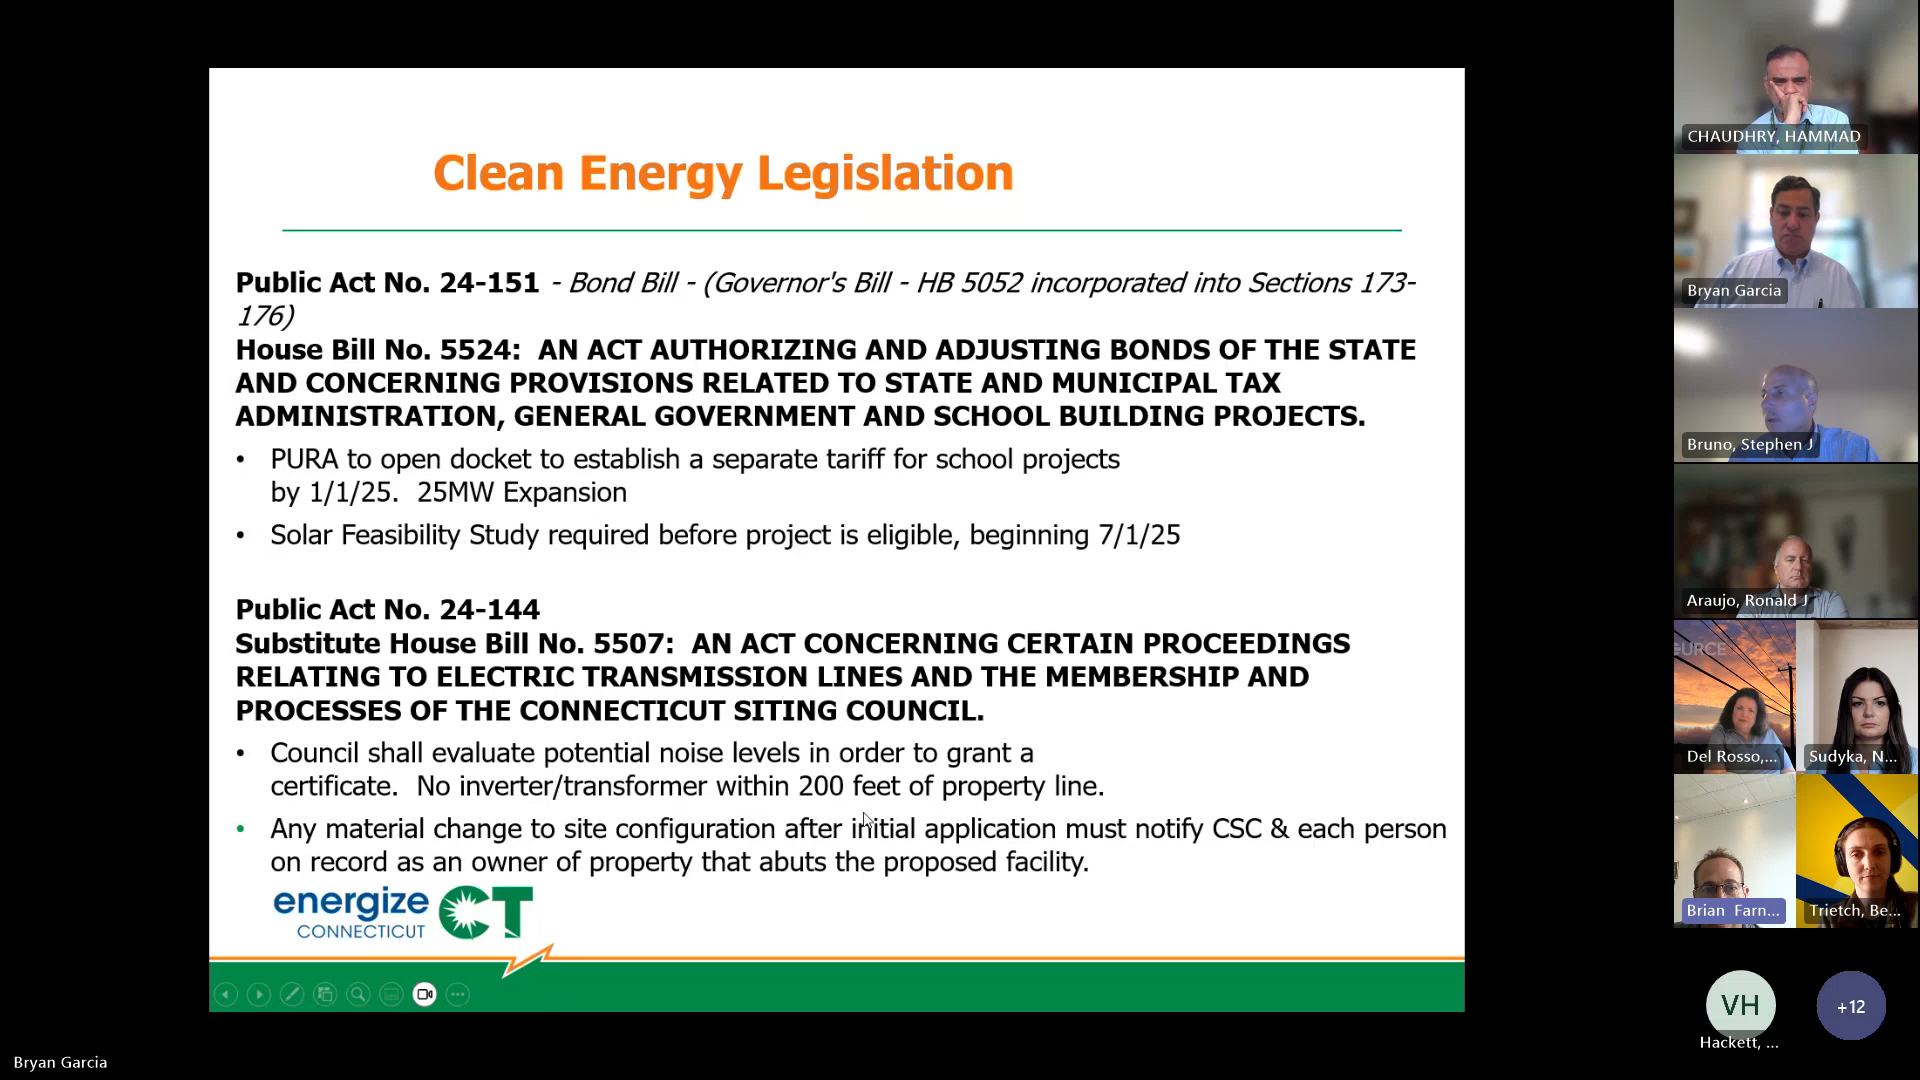 Clean Energy Legislation
Public Act No. 24-151 - Bond Bill - (Governor's Bill - HB 5052 incorporated into Sections 173-
176)
House Bill No. 5524:  AN ACT AUTHORIZING AND ADJUSTING BONDS OF THE STATE
AND CONCERNING PROVISIONS RELATED TO STATE AND MUNICIPAL TAX
ADMINISTRATION, GENERAL GOVERNMENT AND SCHOOL BUILDING PROJECTS.
• PURA to open docket to establish a separate tariff for school projects
by 1/1/25.  25MW Expansion
• Solar Feasibility Study required before project is eligible, beginning 7/1/25
Public Act No. 24-144
Substitute House Bill No. 5507:  AN ACT CONCERNING CERTAIN PROCEEDINGS
RELATING TO ELECTRIC TRANSMISSION LINES AND THE MEMBERSHIP AND
PROCESSES OF THE CONNECTICUT SITING COUNCIL.
• Council shall evaluate potential noise levels in order to grant a
certificate.  No inverter/transformer within 200 feet of property line.
• Any material change to site configuration after initial application must notify CSC & each person
on record as an owner of property that abuts the proposed facility.
energize CT
CONNECTICUT
Bryan Garcia
CHAUDHRY, HAMMAD
Bryan Garcia
Bruno, Stephen J
Araujo, Ronald J
URCE
Del Rosso,...
Sudyka, N...
Brian Farn...
Trietch, Be...
VH
+12
Hackett, ...